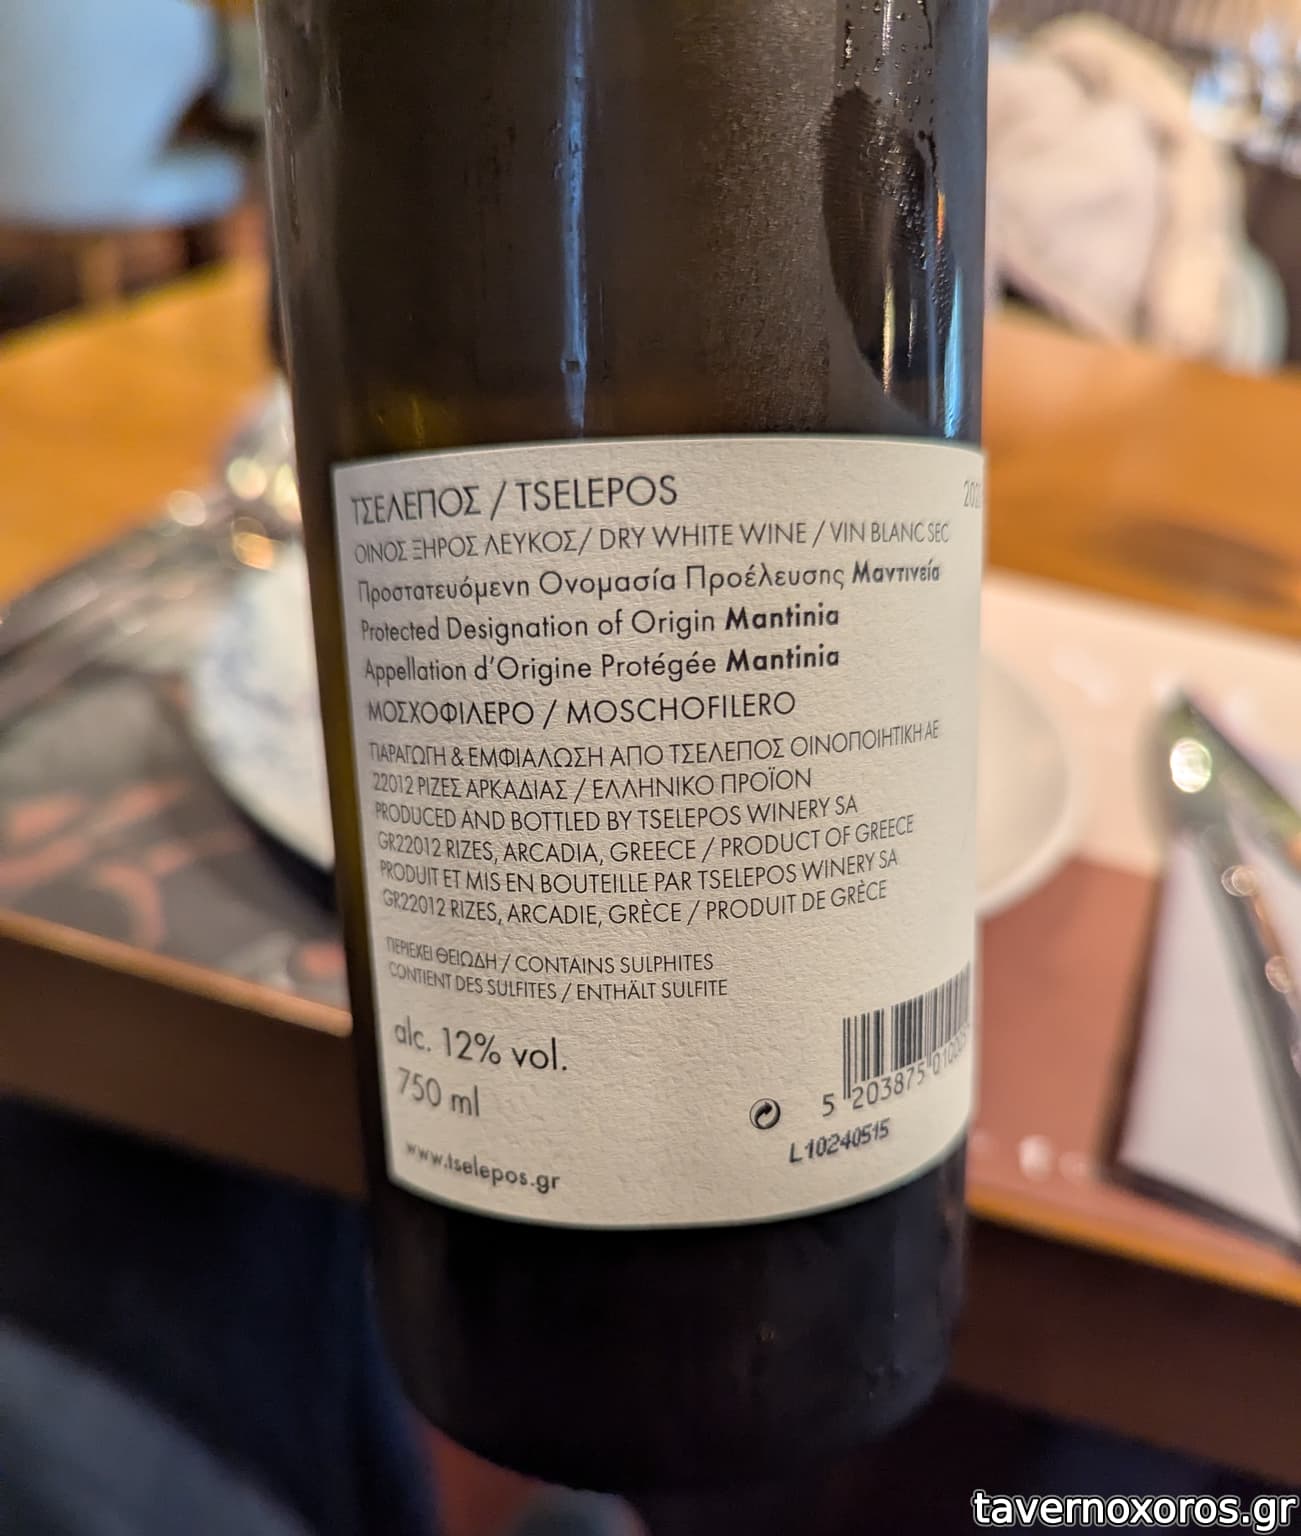 ΤΣΕΛΕΠΟΣ / TSELEPOS
ΟΙΝΟΣ ΞΗΡΟΣ ΛΕΥΚΟΣ/ DRY WHITE WINE / VIN BLANC SEC
Προστατευόμενη Ονομασία Προέλευσης Μαντινεία
Protected Designation of Origin Mantinia
Appellation d'Origine Protégée Mantinia
ΜΟΣΧΟΦΙΛΕΡΟ / MOSCHOFILERO
ΠΑΡΑΓΩΓΗ & ΕΜΦΙΑΛΩΣΗ ΑΠΟ ΤΣΕΛΕΠΟΣ ΟΙΝΟΠΟΙΗΤΙΚΗ ΑΕ
22012 ΡΙΖΕΣ ΑΡΚΑΔΙΑΣ / ΕΛΛΗΝΙΚΟ ΠΡΟΪΟΝ
PRODUCED AND BOTTLED BY TSELEPOS WINERY SA
GR22012 RIZES, ARCADIA, GREECE / PRODUCT OF GREECE
PRODUIT ET MIS EN BOUTEILLE PAR TSELEPOS WINERY SA
GR22012 RIZES, ARCADIE, GRÈCE / PRODUIT DE GRÈCE
ΠΕΡΙΕΧΕΙ ΘΕΙΩΔΗ / CONTAINS SULPHITES
CONTIENT DES SULFITES / ENTHÄLT SULFITE
alc. 12% vol.
750 ml
5 203875
L10240515
www.tselepos.gr
tavernoxoros.gr